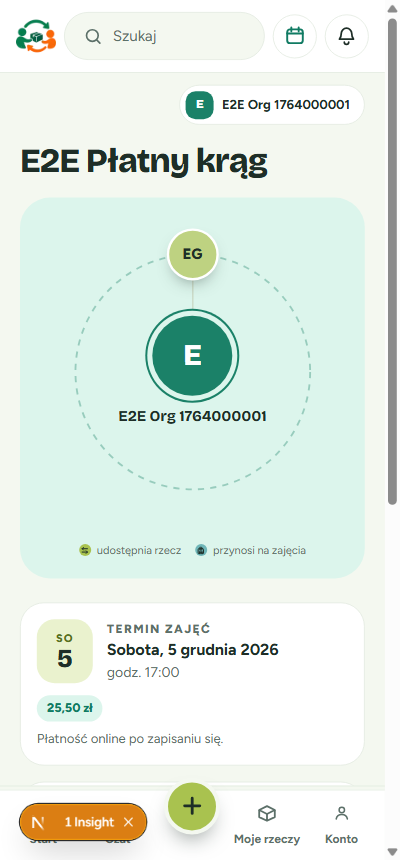 Szukaj
E E2E Org 1764000001
E2E Płatny krąg
EG
E
E2E Org 1764000001
udostępnia rzecz przynosi na zajęcia
SO
5
TERMIN ZAJĘĆ
Sobota, 5 grudnia 2026
godz. 17:00
25,50 zł
Płatność online po zapisaniu się.
N 1 Insight
Start Czat Moje rzeczy Konto